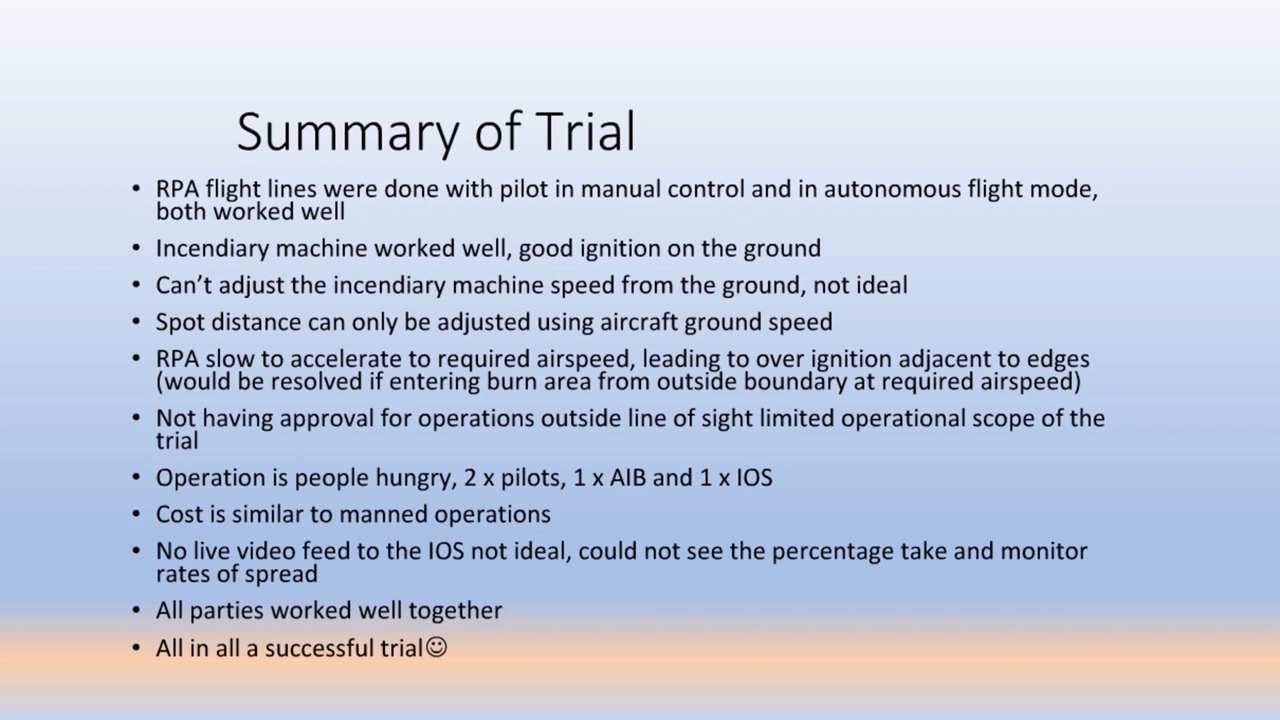 Summary of Trial
• RPA flight lines were done with pilot in manual control and in autonomous flight mode,
both worked well
• Incendiary machine worked well, good ignition on the ground
• Can’t adjust the incendiary machine speed from the ground, not ideal
• Spot distance can only be adjusted using aircraft ground speed
• RPA slow to accelerate to required airspeed, leading to over ignition adjacent to edges
(would be resolved if entering burn area from outside boundary at required airspeed)
• Not having approval for operations outside line of sight limited operational scope of the
trial
• Operation is people hungry, 2 x pilots, 1 x AIB and 1 x IOS
• Cost is similar to manned operations
• No live video feed to the IOS not ideal, could not see the percentage take and monitor
rates of spread
• All parties worked well together
• All in all a successful trial☺